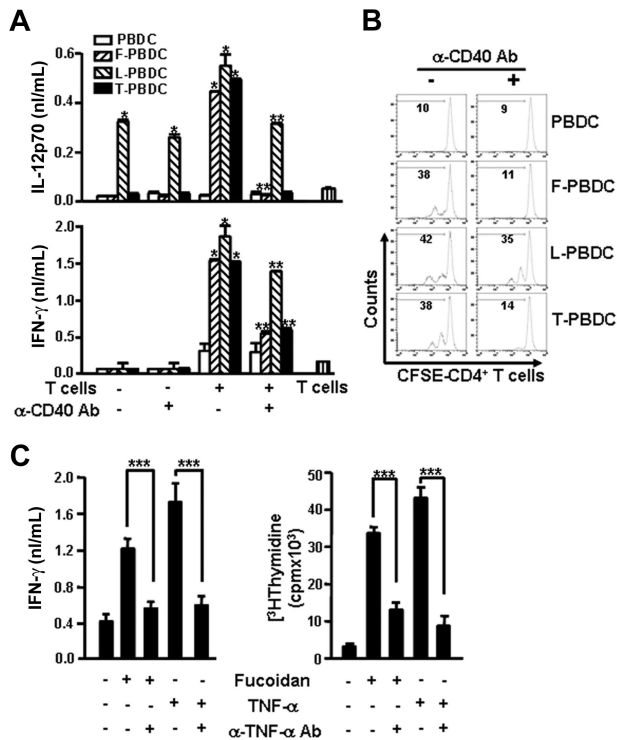 A
PBDC
F-PBDC
L-PBDC
T-PBDC
IL-12p70 (nl/mL)
0.6
0.4
0.2
0.0
* * * * * ** **
IFN-γ (nl/mL)
2.0
1.5
1.0
0.5
0.0
* * * ** ** **
T cells - - + + T cells
α-CD40 Ab - + - +
B
α-CD40 Ab
- +
10 9 PBDC
38 11 F-PBDC
42 35 L-PBDC
38 14 T-PBDC
Counts
CFSE-CD4+ T cells
C
IFN-γ (nl/mL)
2.0
1.6
1.2
0.8
0.4
0.0
*** ***
[³HThymidine
(cpmx10³)
50
40
30
20
10
0
*** ***
- + + - - Fucoidan - + + - -
- - - + + TNF-α - - - + +
- - + - + α-TNF-α Ab - - + - +